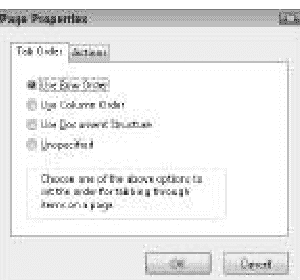 Page Properties
Tab Order Actions
Use Row Order
Use Column Order
Use Document Structure
Unspecified
Choose one of the above options to
set the order for tabbing through
items on a page.
OK Cancel